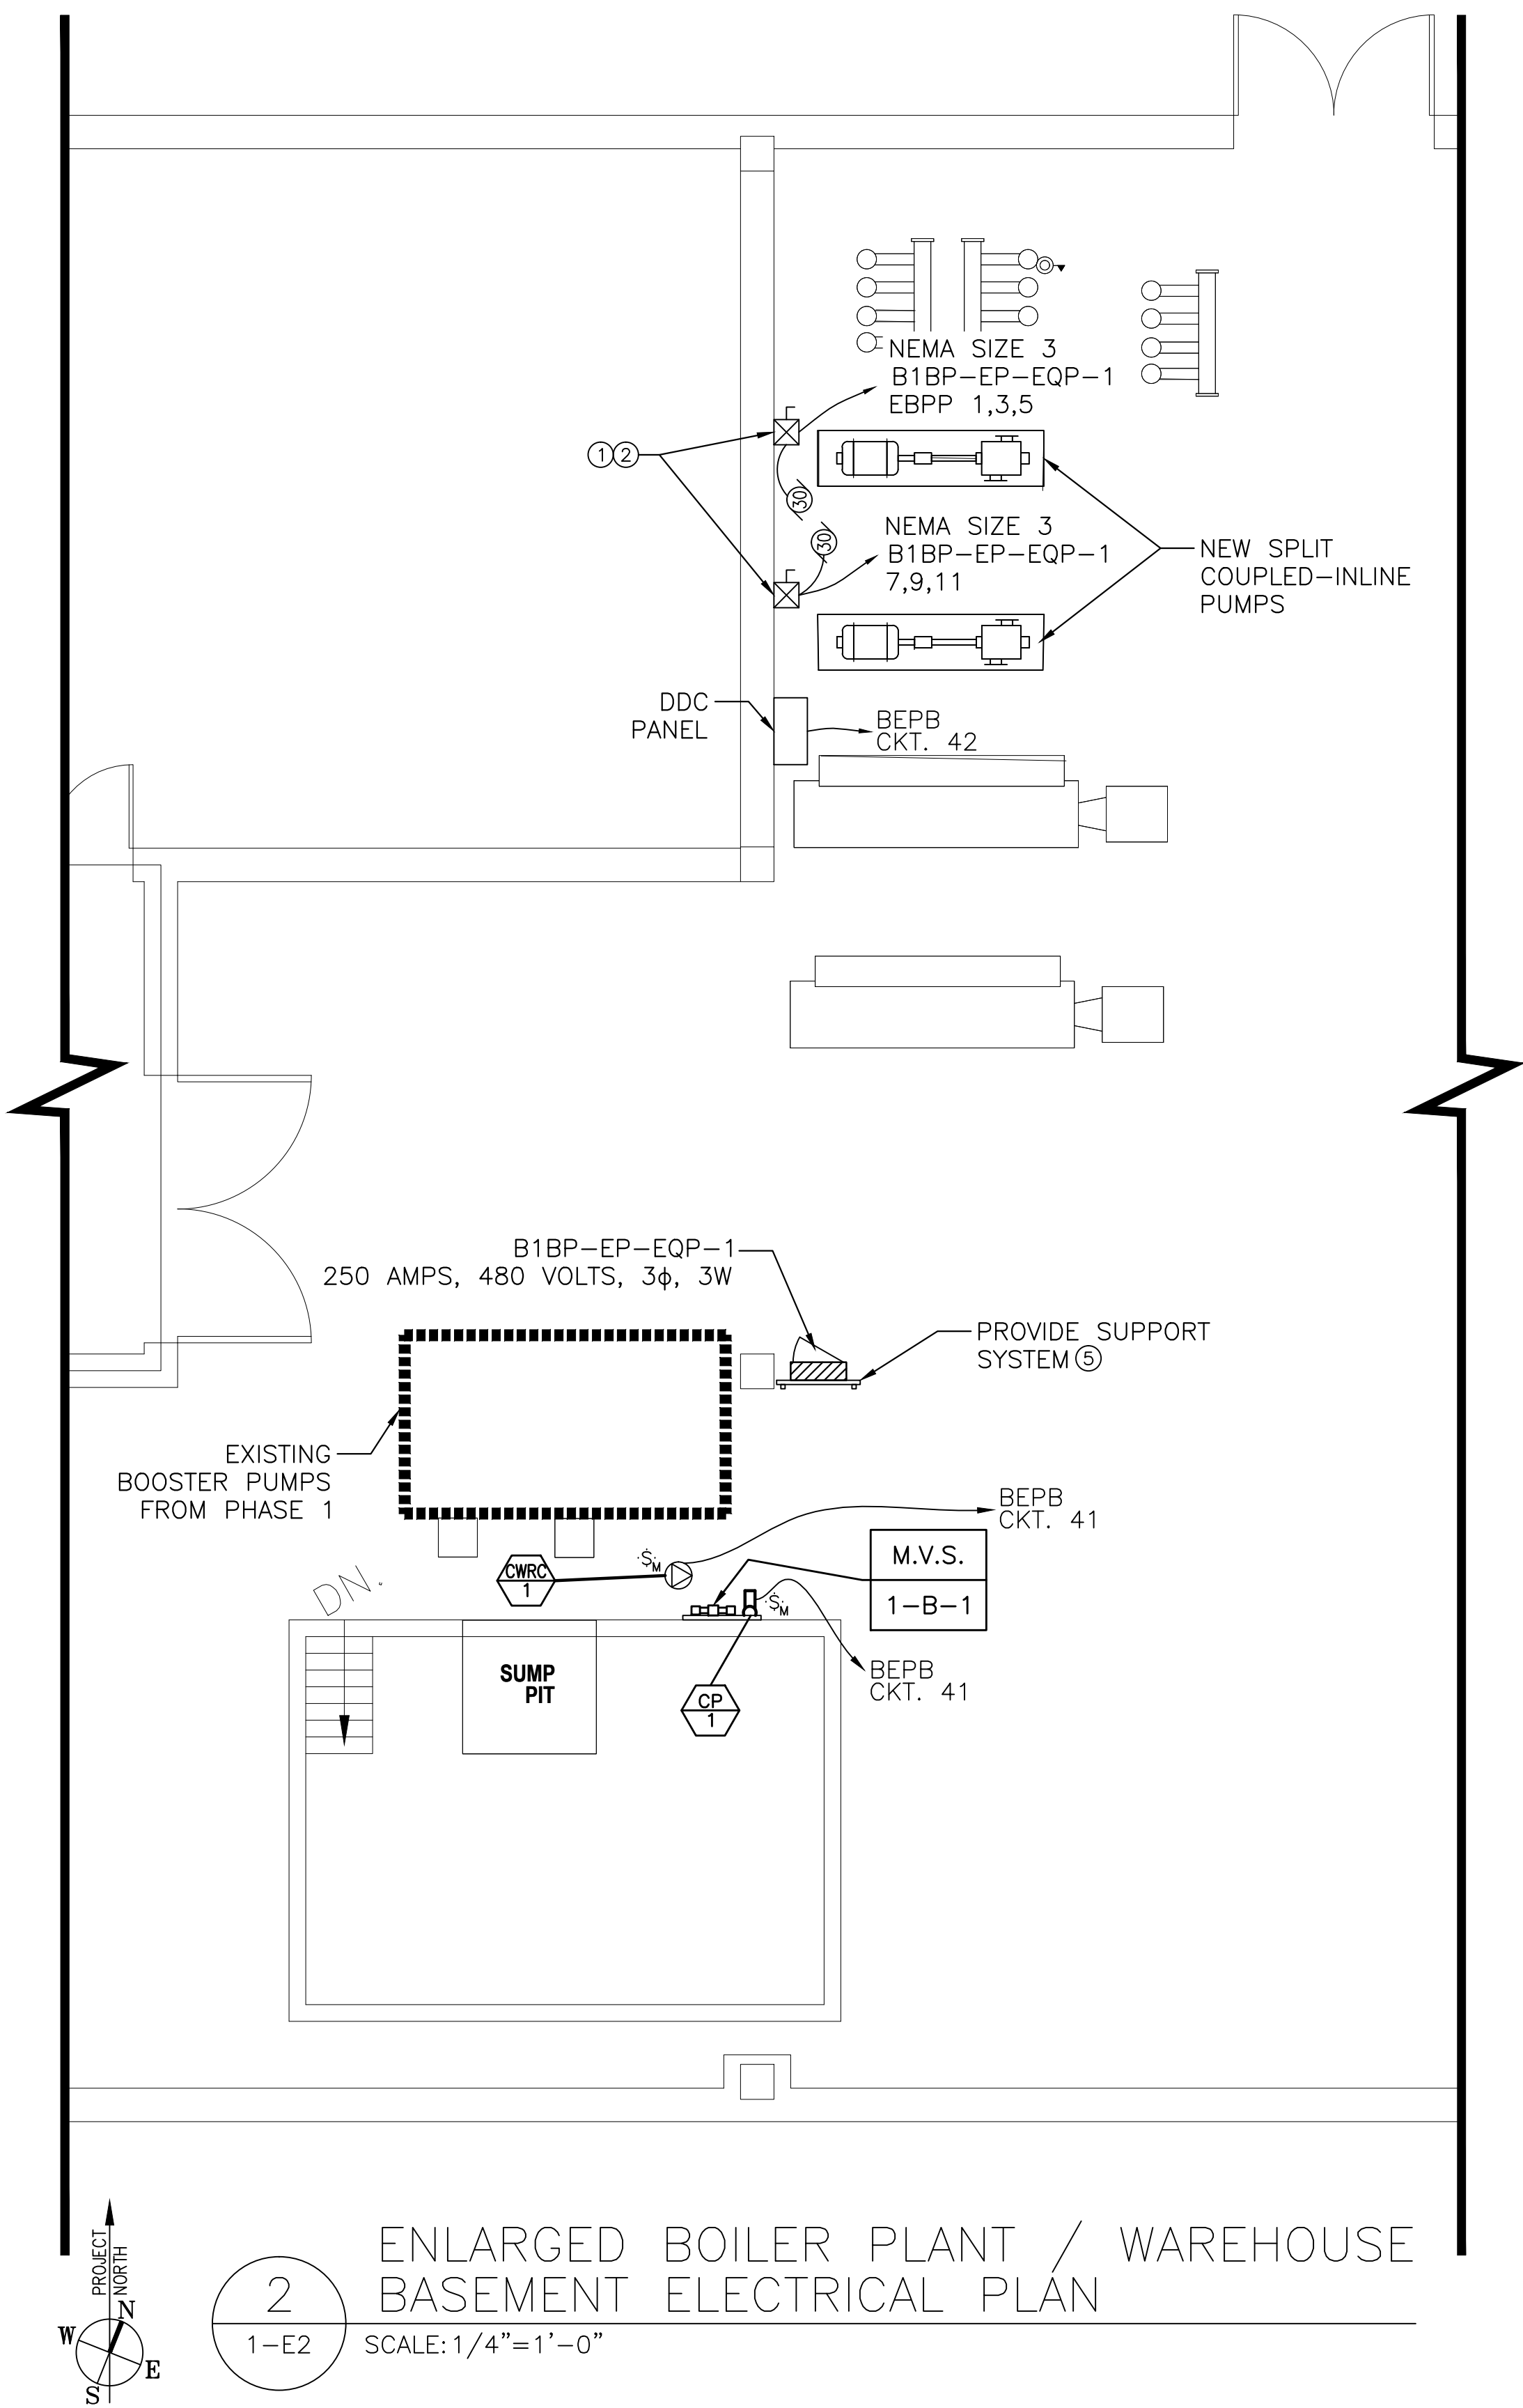 NEMA SIZE 3
B1BP-EP-EQP-1
EBPP 1,3,5
1 2
30
30
NEMA SIZE 3
B1BP-EP-EQP-1
7,9,11
NEW SPLIT
COUPLED-INLINE
PUMPS
DDC
PANEL
BEPB
CKT. 42
B1BP-EP-EQP-1
250 AMPS, 480 VOLTS, 3ϕ, 3W
PROVIDE SUPPORT
SYSTEM 5
EXISTING
BOOSTER PUMPS
FROM PHASE 1
BEPB
CKT. 41
CWRC
1
SM
M.V.S.
1-B-1
DN.
SM
SUMP
PIT
CP
1
BEPB
CKT. 41
PROJECT
NORTH
N
W
E
S
2
1-E2
ENLARGED BOILER PLANT / WAREHOUSE
BASEMENT ELECTRICAL PLAN
SCALE: 1/4"=1'-0"